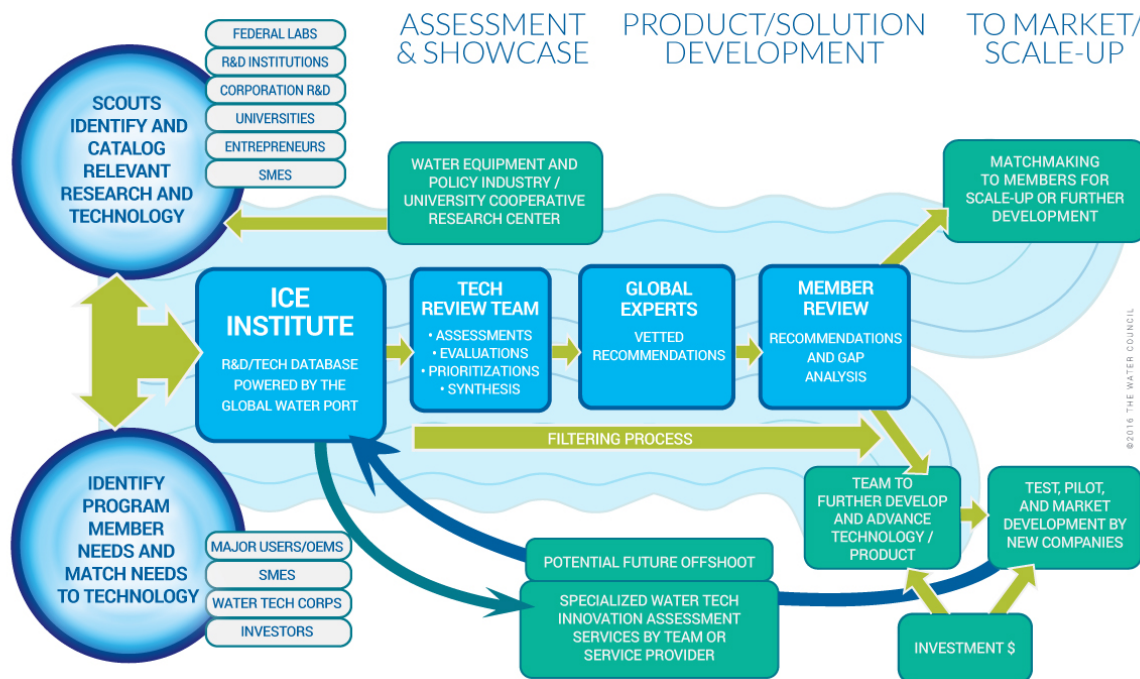 ASSESSMENT
& SHOWCASE
PRODUCT/SOLUTION
DEVELOPMENT
TO MARKET/
SCALE-UP
SCOUTS
IDENTIFY AND
CATALOG
RELEVANT
RESEARCH AND
TECHNOLOGY
FEDERAL LABS
R&D INSTITUTIONS
CORPORATION R&D
UNIVERSITIES
ENTREPRENEURS
SMES
WATER EQUIPMENT AND
POLICY INDUSTRY /
UNIVERSITY COOPERATIVE
RESEARCH CENTER
MATCHMAKING
TO MEMBERS FOR
SCALE-UP OR FURTHER
DEVELOPMENT
ICE
INSTITUTE
R&D/TECH DATABASE
POWERED BY THE
GLOBAL WATER PORT
TECH
REVIEW TEAM
• ASSESSMENTS
• EVALUATIONS
• PRIORITIZATIONS
• SYNTHESIS
GLOBAL
EXPERTS
VETTED
RECOMMENDATIONS
MEMBER
REVIEW
RECOMMENDATIONS
AND GAP
ANALYSIS
FILTERING PROCESS
IDENTIFY
PROGRAM
MEMBER
NEEDS AND
MATCH NEEDS
TO TECHNOLOGY
MAJOR USERS/OEMS
SMES
WATER TECH CORPS
INVESTORS
POTENTIAL FUTURE OFFSHOOT
SPECIALIZED WATER TECH
INNOVATION ASSESSMENT
SERVICES BY TEAM OR
SERVICE PROVIDER
TEAM TO
FURTHER DEVELOP
AND ADVANCE
TECHNOLOGY /
PRODUCT
TEST, PILOT,
AND MARKET
DEVELOPMENT BY
NEW COMPANIES
INVESTMENT $
©2016 THE WATER COUNCIL